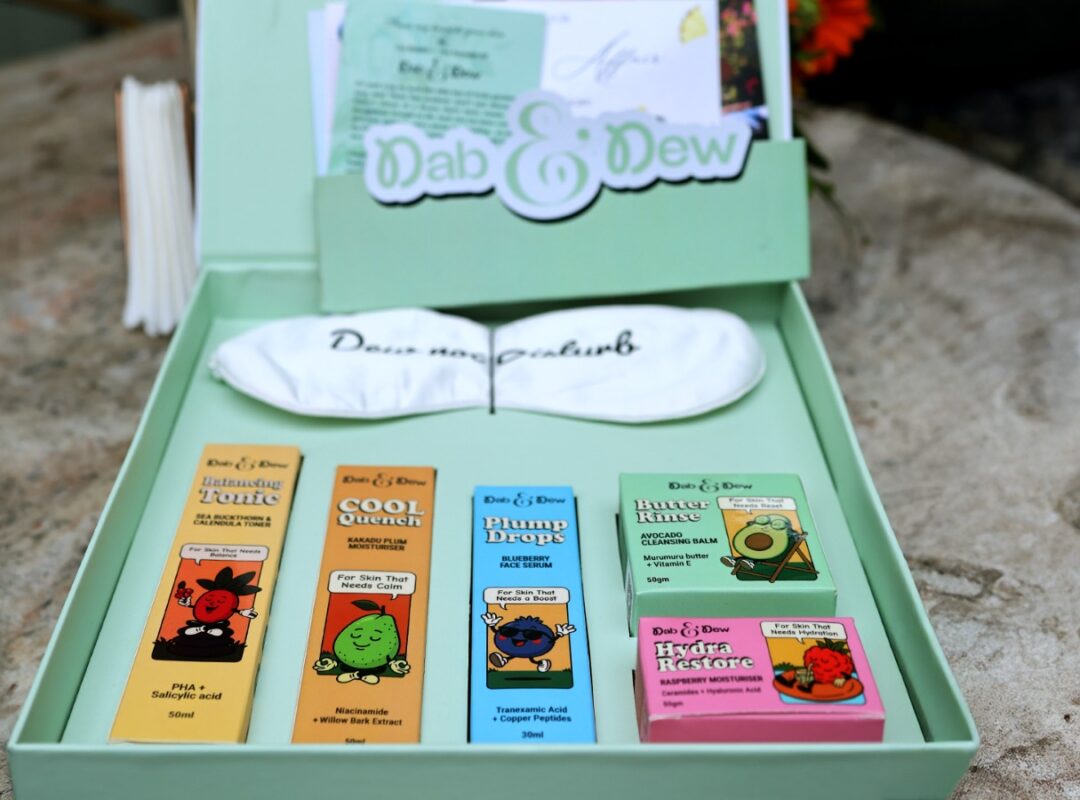 Dab & Dew
Affair
Dab & Dew
Dew not Disturb
Dab & Dew
Balancing
Tonic
SEA BUCKTHORN &
CALENDULA TONER
For Skin That Needs
Balance
PHA +
Salicylic acid
50ml
Dab & Dew
COOL
Quench
KAKADU PLUM
MOISTURISER
For Skin That
Needs Calm
Niacinamide
+ Willow Bark Extract
50ml
Dab & Dew
Plump
Drops
BLUEBERRY
FACE SERUM
For Skin That
Needs a Boost
Tranexamic Acid
+ Copper Peptides
30ml
Dab & Dew
Butter
Rinse
AVOCADO
CLEANSING BALM
Murumuru butter
+ Vitamin E
50gm
For Skin That
Needs Reset
Dab & Dew
Hydra
Restore
RASPBERRY MOISTURISER
Ceramides + Hyaluronic Acid
50gm
For Skin That
Needs Hydration